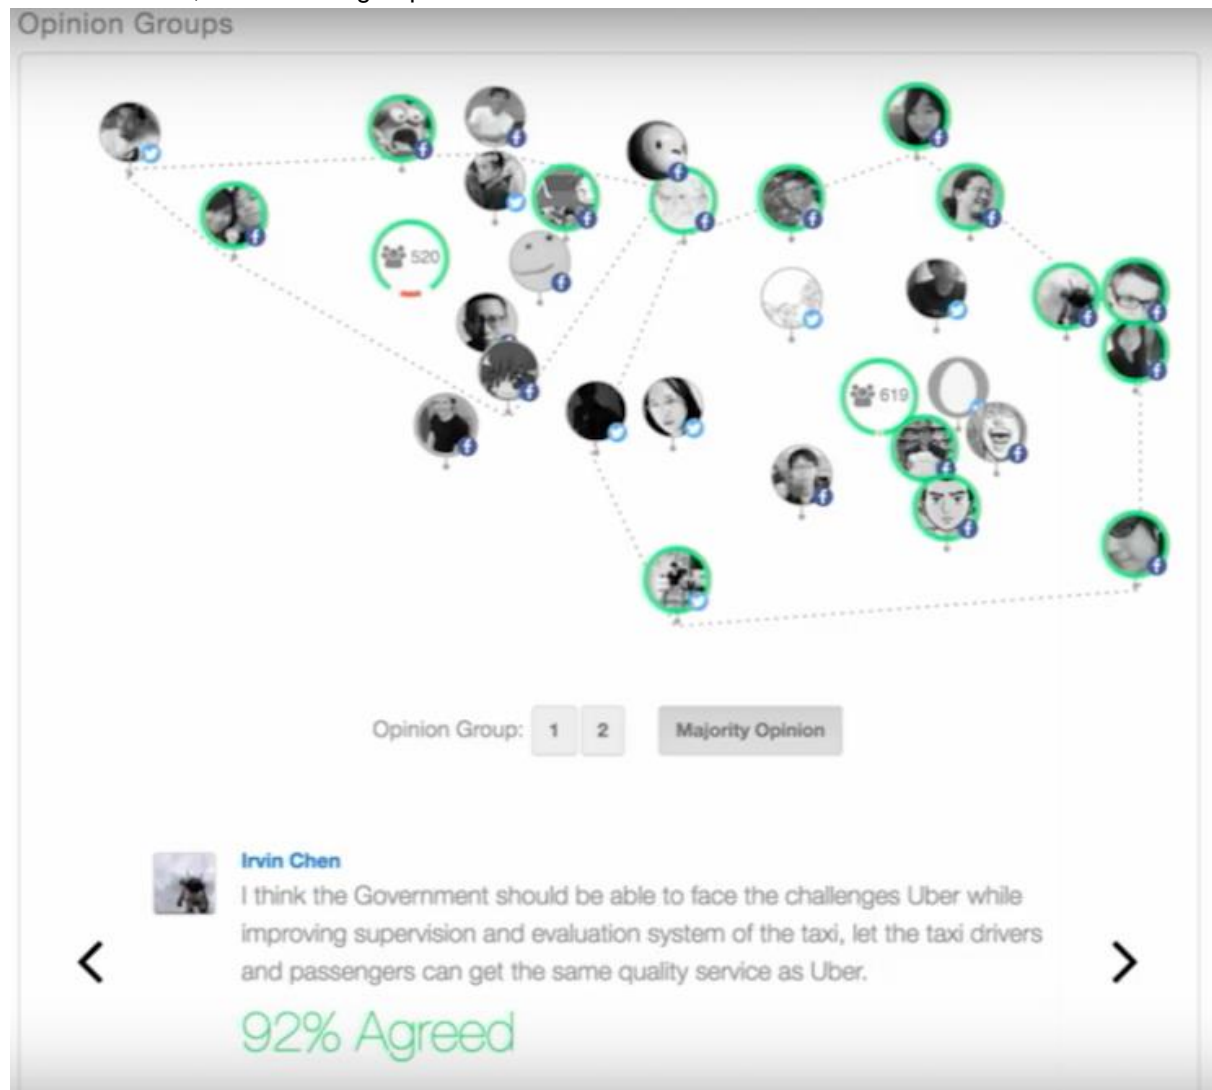 Opinion Groups
520
619
Opinion Group: 1 2 Majority Opinion
Irvin Chen
I think the Government should be able to face the challenges Uber while
improving supervision and evaluation system of the taxi, let the taxi drivers
and passengers can get the same quality service as Uber.
92% Agreed